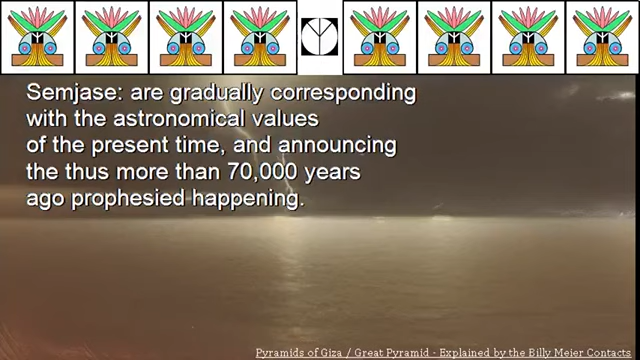 Semjase: are gradually corresponding
with the astronomical values
of the present time, and announcing
the thus more than 70,000 years
ago prophesied happening.
Pyramids of Giza / Great Pyramid - Explained by the Billy Meier Contacts